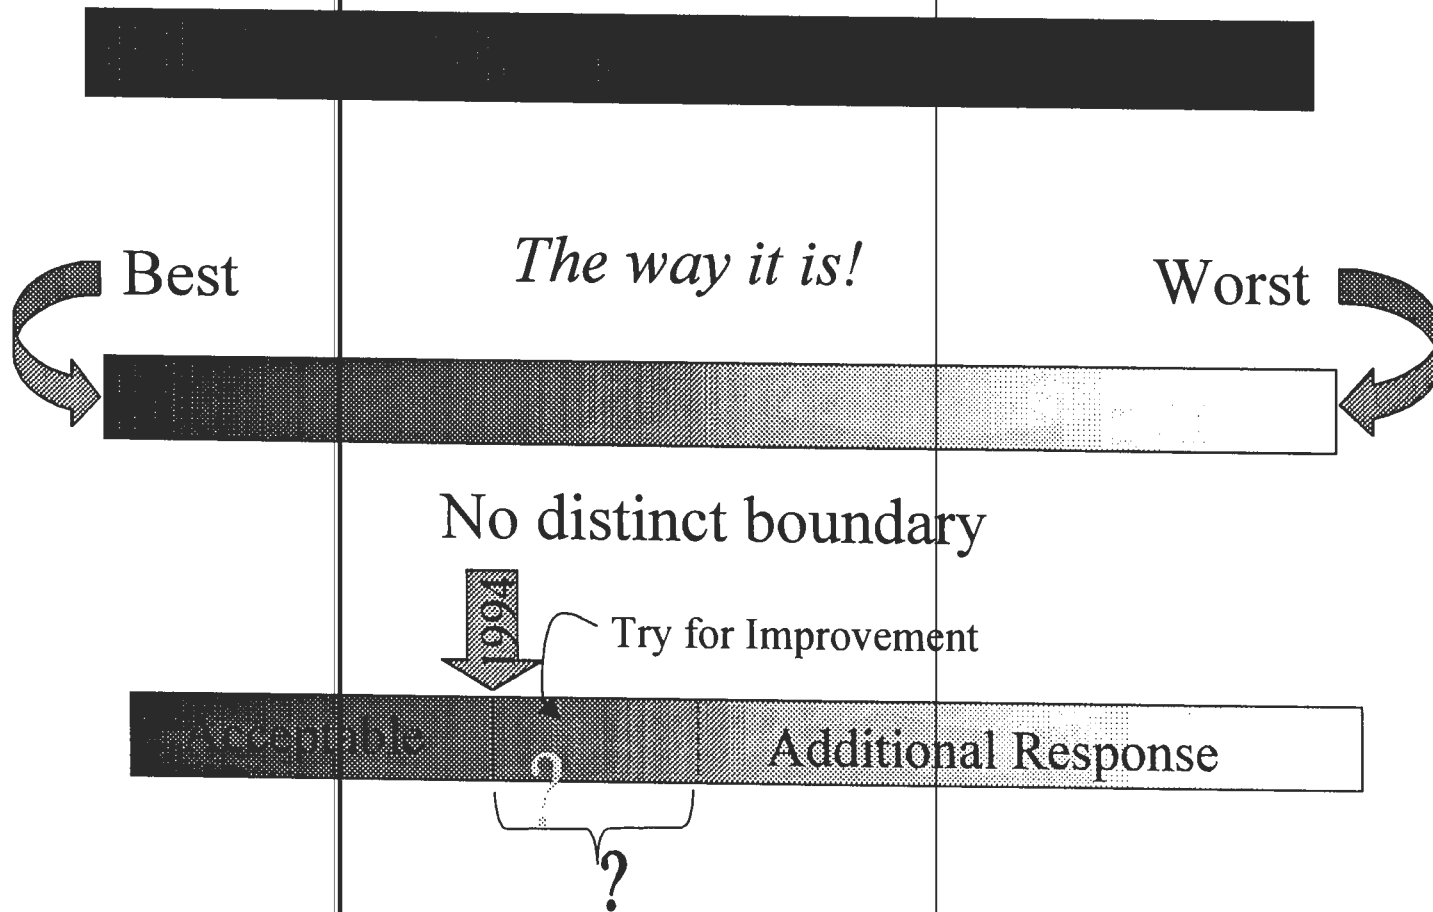 Best
The way it is!
Worst
No distinct boundary
1994
Try for Improvement
Acceptable
Additional Response
?
?